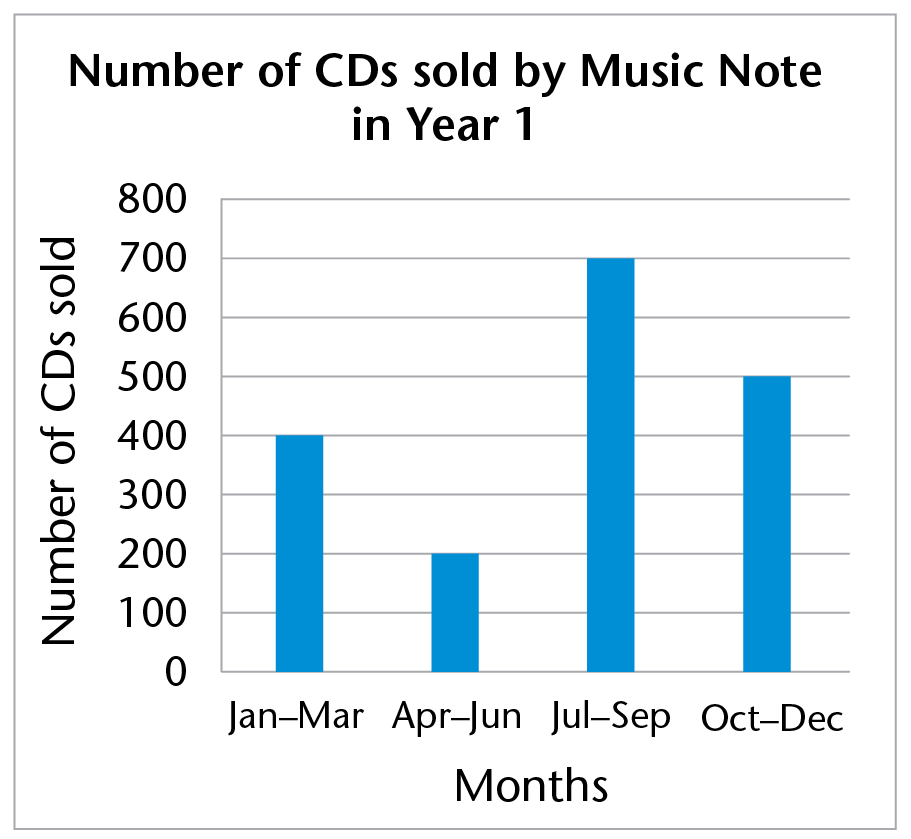 Number of CDs sold by Music Note
in Year 1
Number of CDs sold
800
700
600
500
400
300
200
100
0
Jan–Mar
Apr–Jun
Jul–Sep
Oct–Dec
Months